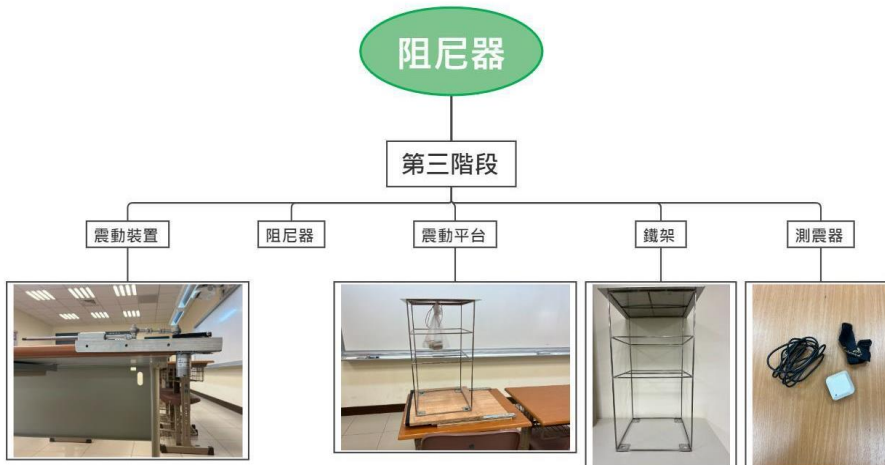 阻尼器
第三階段
震動裝置
阻尼器
震動平台
鐵架
測震器